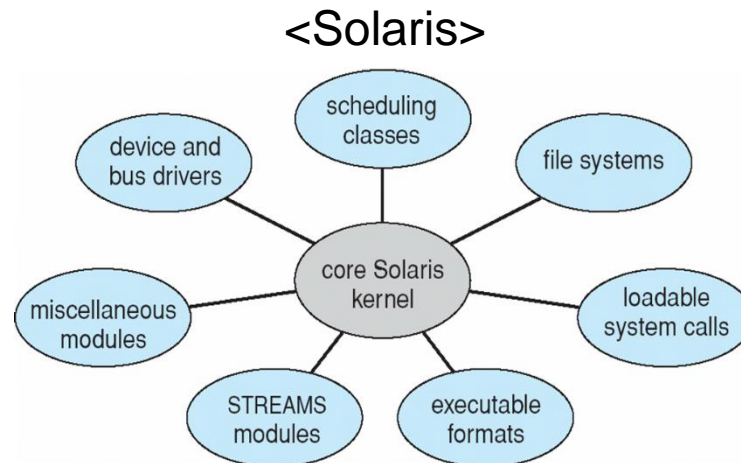 <Solaris>
scheduling
classes
device and
bus drivers
file systems
core Solaris
kernel
miscellaneous
modules
loadable
system calls
STREAMS
modules
executable
formats